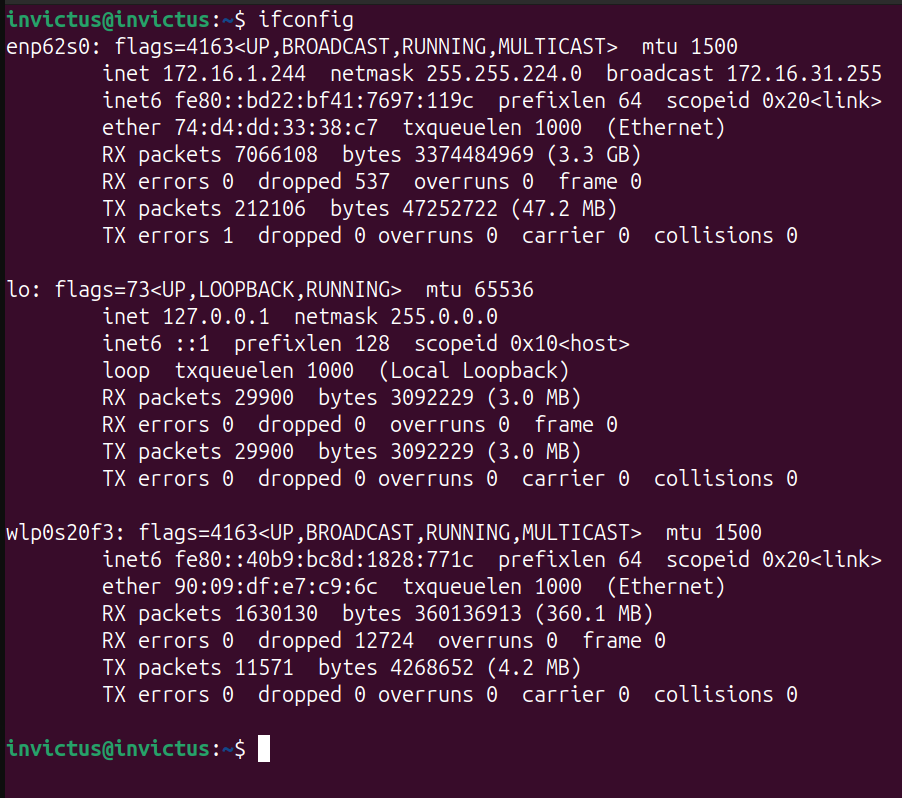 invictus@invictus:~$ ifconfig
enp62s0: flags=4163<UP,BROADCAST,RUNNING,MULTICAST>  mtu 1500
        inet 172.16.1.244  netmask 255.255.224.0  broadcast 172.16.31.255
        inet6 fe80::bd22:bf41:7697:119c  prefixlen 64  scopeid 0x20<link>
        ether 74:d4:dd:33:38:c7  txqueuelen 1000  (Ethernet)
        RX packets 7066108  bytes 3374484969 (3.3 GB)
        RX errors 0  dropped 537  overruns 0  frame 0
        TX packets 212106  bytes 47252722 (47.2 MB)
        TX errors 1  dropped 0 overruns 0  carrier 0  collisions 0

lo: flags=73<UP,LOOPBACK,RUNNING>  mtu 65536
        inet 127.0.0.1  netmask 255.0.0.0
        inet6 ::1  prefixlen 128  scopeid 0x10<host>
        loop  txqueuelen 1000  (Local Loopback)
        RX packets 29900  bytes 3092229 (3.0 MB)
        RX errors 0  dropped 0  overruns 0  frame 0
        TX packets 29900  bytes 3092229 (3.0 MB)
        TX errors 0  dropped 0 overruns 0  carrier 0  collisions 0

wlp0s20f3: flags=4163<UP,BROADCAST,RUNNING,MULTICAST>  mtu 1500
        inet6 fe80::40b9:bc8d:1828:771c  prefixlen 64  scopeid 0x20<link>
        ether 90:09:df:e7:c9:6c  txqueuelen 1000  (Ethernet)
        RX packets 1630130  bytes 360136913 (360.1 MB)
        RX errors 0  dropped 12724  overruns 0  frame 0
        TX packets 11571  bytes 4268652 (4.2 MB)
        TX errors 0  dropped 0 overruns 0  carrier 0  collisions 0

invictus@invictus:~$